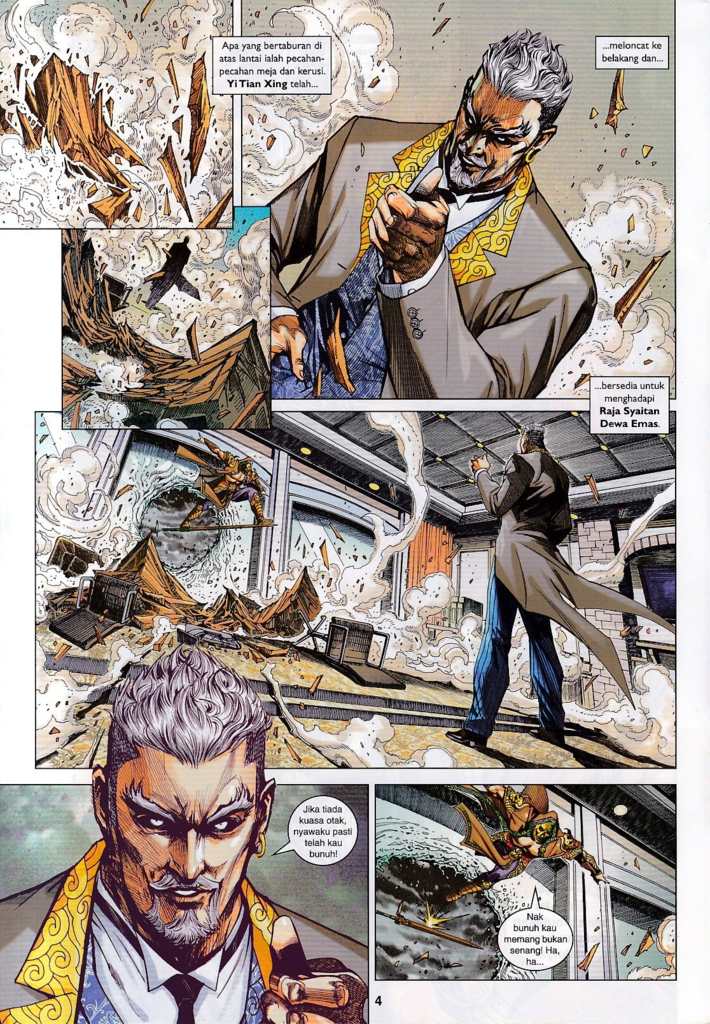 Apa yang bertaburan di
atas lantai ialah pecahan-
pecahan meja dan kerusi.
Yi Tian Xing telah...
...meloncat ke
belakang dan...
...bersedia untuk
menghadapi
Raja Syaitan
Dewa Emas.
Jika tiada
kuasa otak,
nyawaku pasti
telah kau
bunuh!
Nak
bunuh kau
memang bukan
senang! Ha,
ha...
4